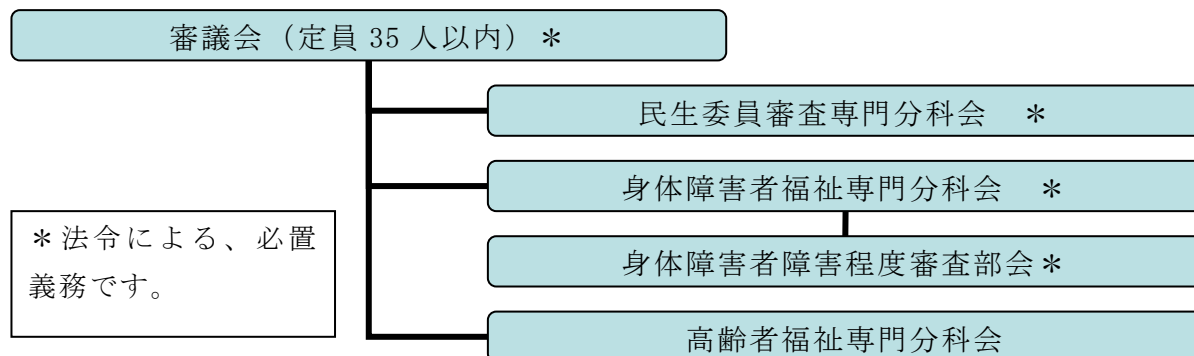 審議会（定員 35 人以内）＊
民生委員審査専門分科会　＊
身体障害者福祉専門分科会　＊
＊法令による、必置
義務です。
身体障害者障害程度審査部会＊
高齢者福祉専門分科会